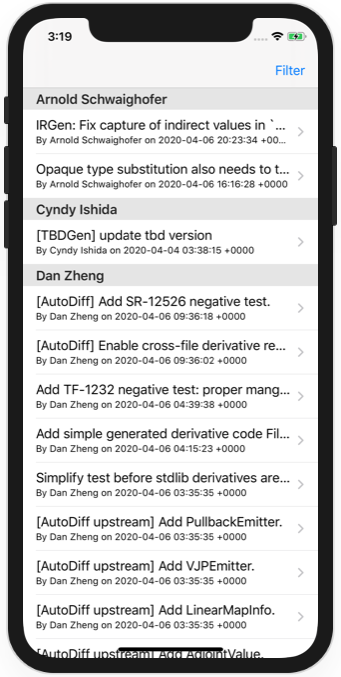 3:19
Filter
Arnold Schwaighofer
IRGen: Fix capture of indirect values in `...
By Arnold Schwaighofer on 2020-04-06 20:23:34 +00...
Opaque type substitution also needs to t...
By Arnold Schwaighofer on 2020-04-06 16:16:28 +0000
Cyndy Ishida
[TBDGen] update tbd version
By Cyndy Ishida on 2020-04-04 03:38:15 +0000
Dan Zheng
[AutoDiff] Add SR-12526 negative test.
By Dan Zheng on 2020-04-06 09:36:18 +0000
[AutoDiff] Enable cross-file derivative re...
By Dan Zheng on 2020-04-06 09:36:02 +0000
Add TF-1232 negative test: proper mang...
By Dan Zheng on 2020-04-06 04:39:38 +0000
Add simple generated derivative code Fil...
By Dan Zheng on 2020-04-06 04:15:23 +0000
Simplify test before stdlib derivatives are...
By Dan Zheng on 2020-04-06 03:35:35 +0000
[AutoDiff upstream] Add PullbackEmitter.
By Dan Zheng on 2020-04-06 03:35:35 +0000
[AutoDiff upstream] Add VJPEmitter.
By Dan Zheng on 2020-04-06 03:35:35 +0000
[AutoDiff upstream] Add LinearMapInfo.
By Dan Zheng on 2020-04-06 03:35:35 +0000
[AutoDiff upstream] Add AdjointValue.